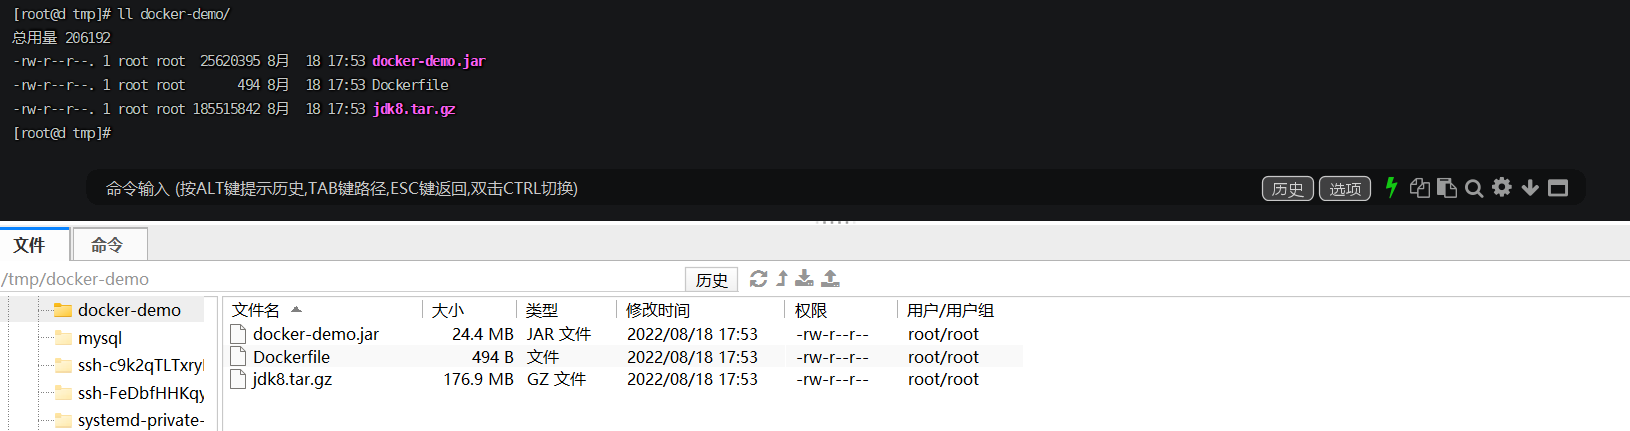 [root@d tmp]# ll docker-demo/
总用量 206192
-rw-r--r--. 1 root root  25620395 8月  18 17:53 docker-demo.jar
-rw-r--r--. 1 root root       494 8月  18 17:53 Dockerfile
-rw-r--r--. 1 root root 185515842 8月  18 17:53 jdk8.tar.gz
[root@d tmp]#
命令输入 (按ALT键提示历史,TAB键路径,ESC键返回,双击CTRL切换) 历史 选项
文件 命令
/tmp/docker-demo 历史
docker-demo
mysql
ssh-c9k2qTLTxry
ssh-FeDbfHHKqy
systemd-private-
文件名 大小 类型 修改时间 权限 用户/用户组
docker-demo.jar 24.4 MB JAR 文件 2022/08/18 17:53 -rw-r--r-- root/root
Dockerfile 494 B 文件 2022/08/18 17:53 -rw-r--r-- root/root
jdk8.tar.gz 176.9 MB GZ 文件 2022/08/18 17:53 -rw-r--r-- root/root